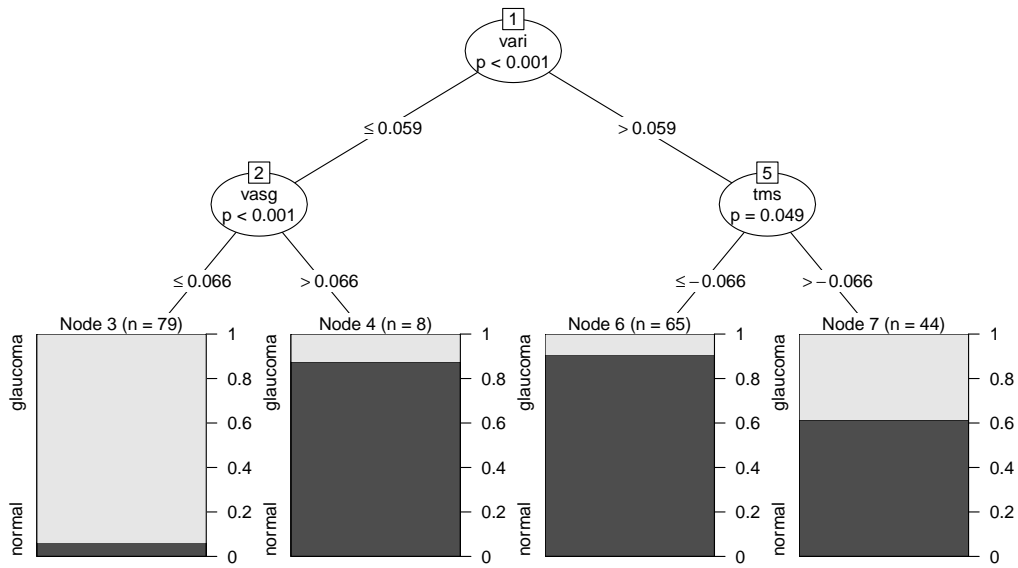 1
vari
p < 0.001
≤ 0.059
> 0.059
2
vasg
p < 0.001
5
tms
p = 0.049
≤ 0.066
> 0.066
≤ −0.066
> −0.066
Node 3 (n = 79)
normal
glaucoma
0
0.2
0.4
0.6
0.8
1
Node 4 (n = 8)
normal
glaucoma
0
0.2
0.4
0.6
0.8
1
Node 6 (n = 65)
normal
glaucoma
0
0.2
0.4
0.6
0.8
1
Node 7 (n = 44)
normal
glaucoma
0
0.2
0.4
0.6
0.8
1